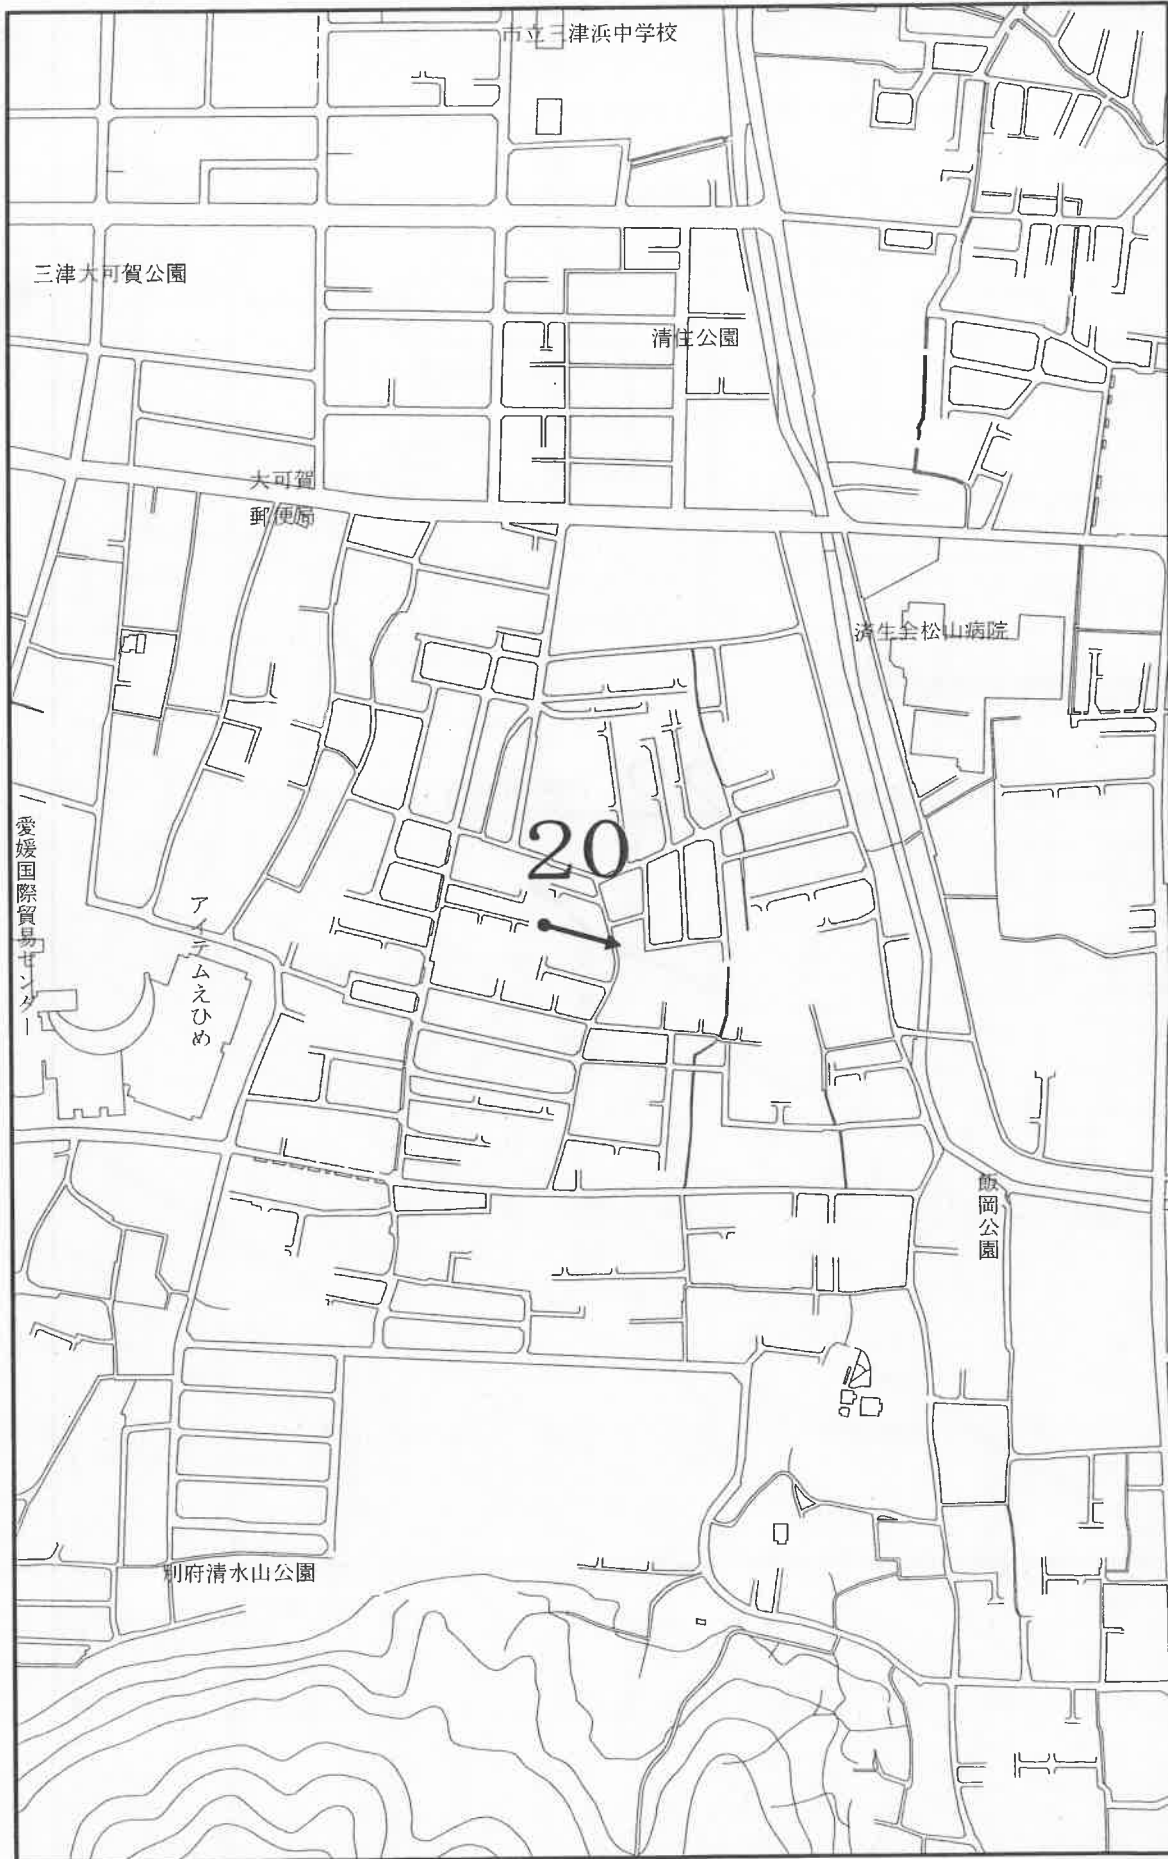 市立三津浜中学校
三津大可賀公園
清住公園
大可賀
郵便局
済生会松山病院
愛媛国際貿易センター
アイテムえひめ
20
飯岡公園
別府清水山公園